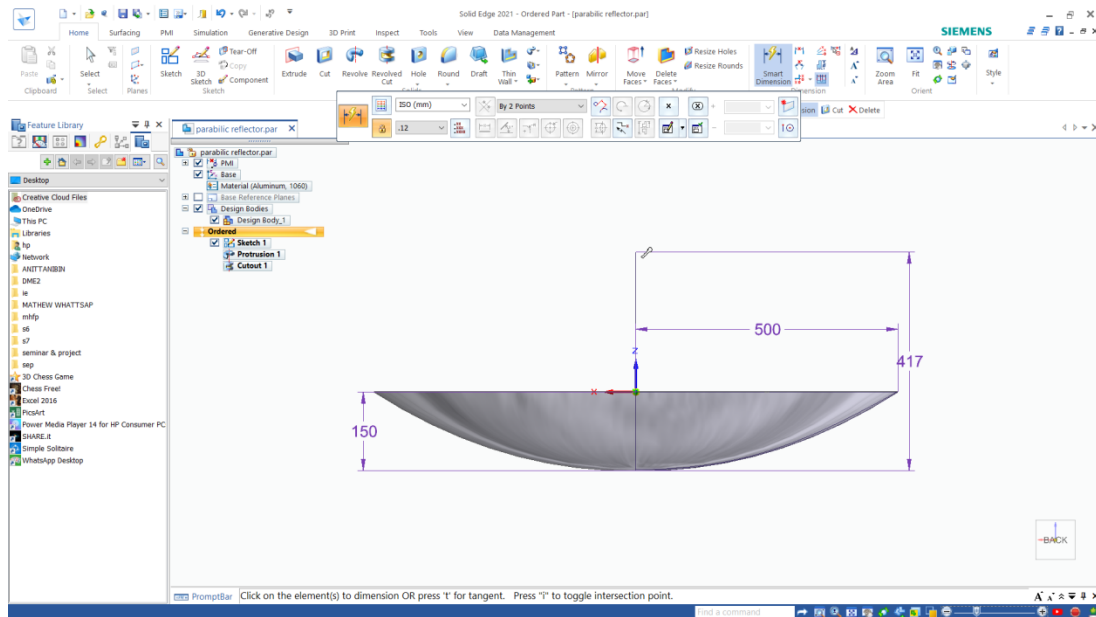 Solid Edge 2021 - Ordered Part - [parabilic reflector.par]
Home Surfacing PMI Simulation Generative Design 3D Print Inspect Tools View Data Management
SIEMENS
Paste
Clipboard
Select
Select
Planes
Sketch
3D Sketch
Tear-Off
Copy
Component
Sketch
Extrude
Cut
Revolve
Revolved Cut
Hole
Round
Draft
Thin Wall
Solids
Pattern
Mirror
Move Faces
Delete Faces
Resize Holes
Resize Rounds
Smart Dimension
Zoom Area
Fit
Orient
Style
ISO (mm)
By 2 Points
.12
Cut
Delete
Feature Library
Desktop
Creative Cloud Files
OneDrive
This PC
Libraries
hp
Network
ANITTANIBIN
DME2
ie
MATHEW WHATTSAP
mhfp
s6
s7
seminar & project
sep
3D Chess Game
Chess Free!
Excel 2016
PicsArt
Power Media Player 14 for HP Consumer PC
SHARE.it
Simple Solitaire
WhatsApp Desktop
parabilic reflector.par
parabilic reflector.par
PMI
Base
Material (Aluminum, 1060)
Base Reference Planes
Design Bodies
Design Body_1
Ordered
Sketch 1
Protrusion 1
Cutout 1
500
417
150
z
x
BACK
PromptBar Click on the element(s) to dimension OR press 't' for tangent. Press "i" to toggle intersection point.
Find a command